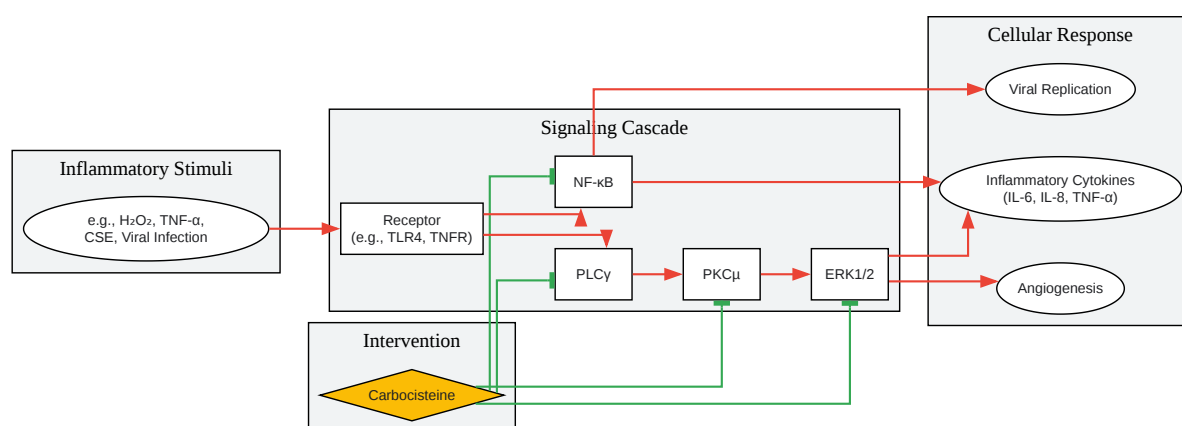 Inflammatory Stimuli
e.g., H₂O₂, TNF-α,
CSE, Viral Infection
Signaling Cascade
Receptor
(e.g., TLR4, TNFR)
NF-κB
PLCγ
PKCμ
ERK1/2
Intervention
Carbocisteine
Cellular Response
Viral Replication
Inflammatory Cytokines
(IL-6, IL-8, TNF-α)
Angiogenesis